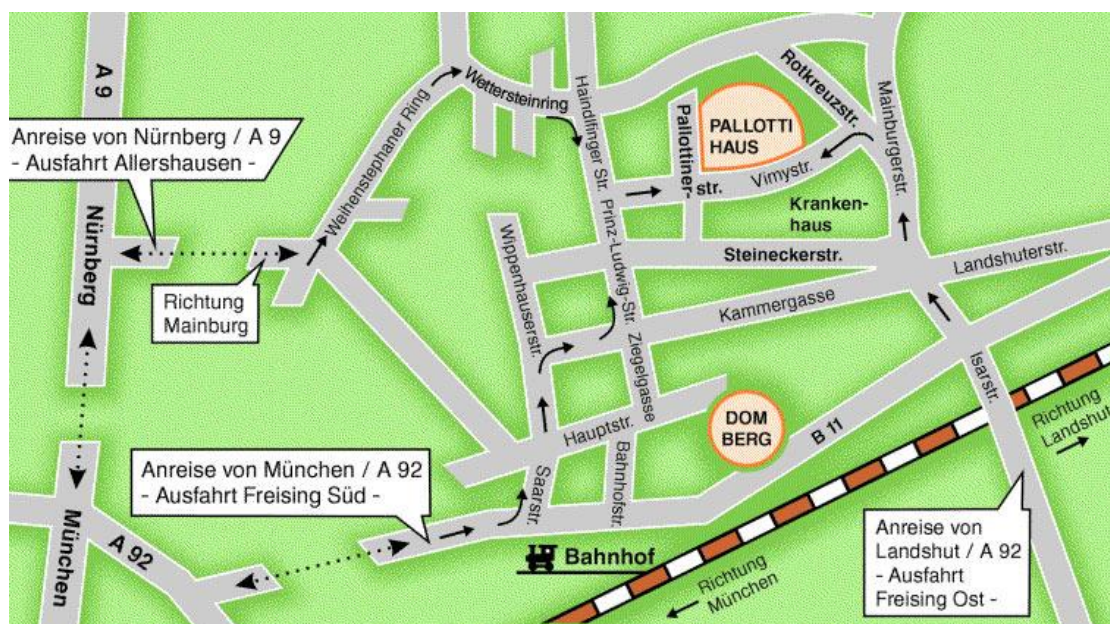 A 9
Anreise von Nürnberg / A 9
- Ausfahrt Allershausen -
Nürnberg
Richtung
Mainburg
Weihenstephaner Ring
Wettersteinring
Haindlfinger Str.
Pallottiner-
str.
PALLOTTI
HAUS
Rotkreuzstr.
Mainburgerstr.
Vimystr.
Kranken-
haus
Prinz-Ludwig-Str.
Steineckerstr.
Landshuterstr.
Wippenhauserstr.
Kammergasse
Ziegelgasse
Isarstr.
Hauptstr.
DOM
BERG
B 11
Richtung
Landshut
Anreise von München / A 92
- Ausfahrt Freising Süd -
Saarstr.
Bahnhofstr.
München
A 92
Bahnhof
Richtung
München
Anreise von
Landshut / A 92
- Ausfahrt
Freising Ost -